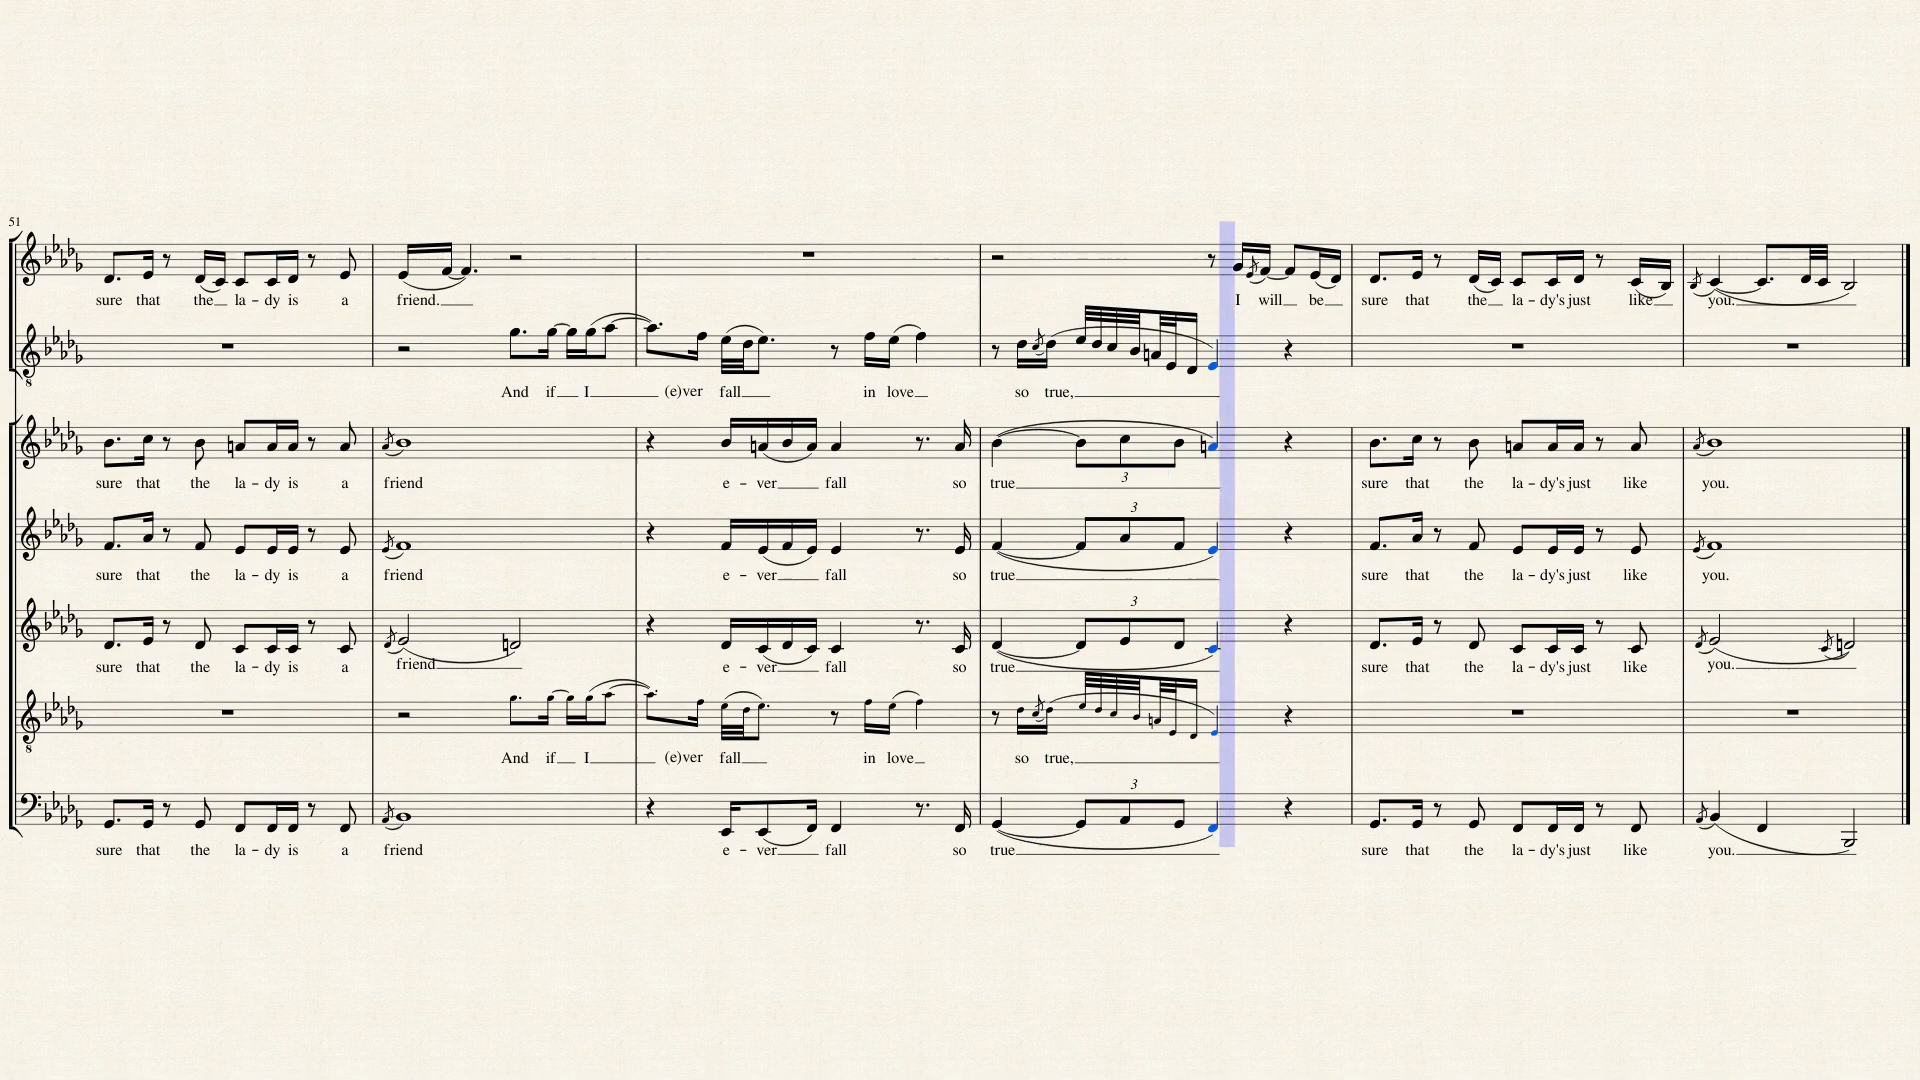 51
sure that the la - dy is a friend. I will be sure that the la - dy's just like you.
And if I (e)ver fall in love so true,
sure that the la - dy is a friend e - ver fall so true sure that the la - dy's just like you.
3
3
sure that the la - dy is a friend e - ver fall so true sure that the la - dy's just like you.
3
sure that the la - dy is a friend e - ver fall so true sure that the la - dy's just like you.
And if I (e)ver fall in love so true,
3
sure that the la - dy is a friend e - ver fall so true sure that the la - dy's just like you.